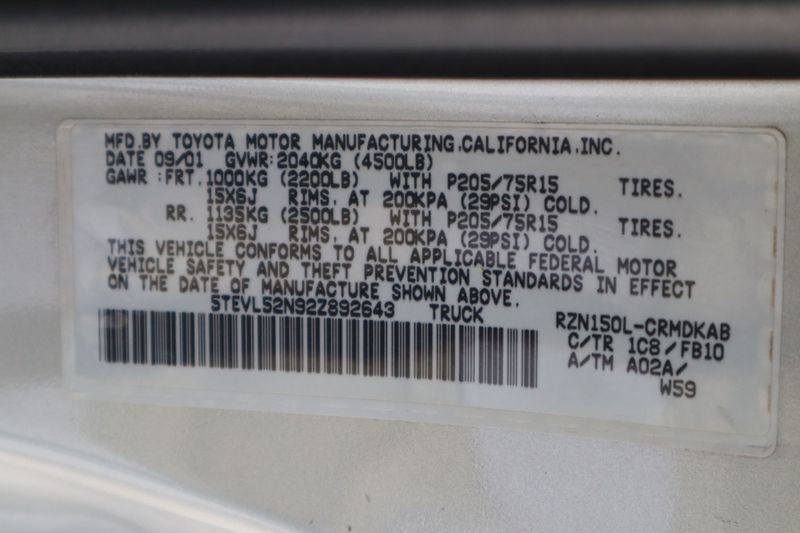 MFD.BY TOYOTA MOTOR MANUFACTURING,CALIFORNIA,INC.
DATE 09/01 GVWR:2040KG (4500LB)
GAWR :FRT.1000KG (2200LB) WITH P205/75R15 TIRES.
15X6J RIMS, AT 200KPA (29PSI) COLD.
RR. 1135KG (2500LB) WITH P205/75R15 TIRES.
15X6J RIMS, AT 200KPA (29PSI) COLD.
THIS VEHICLE CONFORMS TO ALL APPLICABLE FEDERAL MOTOR
VEHICLE SAFETY AND THEFT PREVENTION STANDARDS IN EFFECT
ON THE DATE OF MANUFACTURE SHOWN ABOVE.
5TEVL52N92Z892643 TRUCK
RZN150L-CRMDKAB
C/TR 1C8/FB10
A/TM A02A/
W59